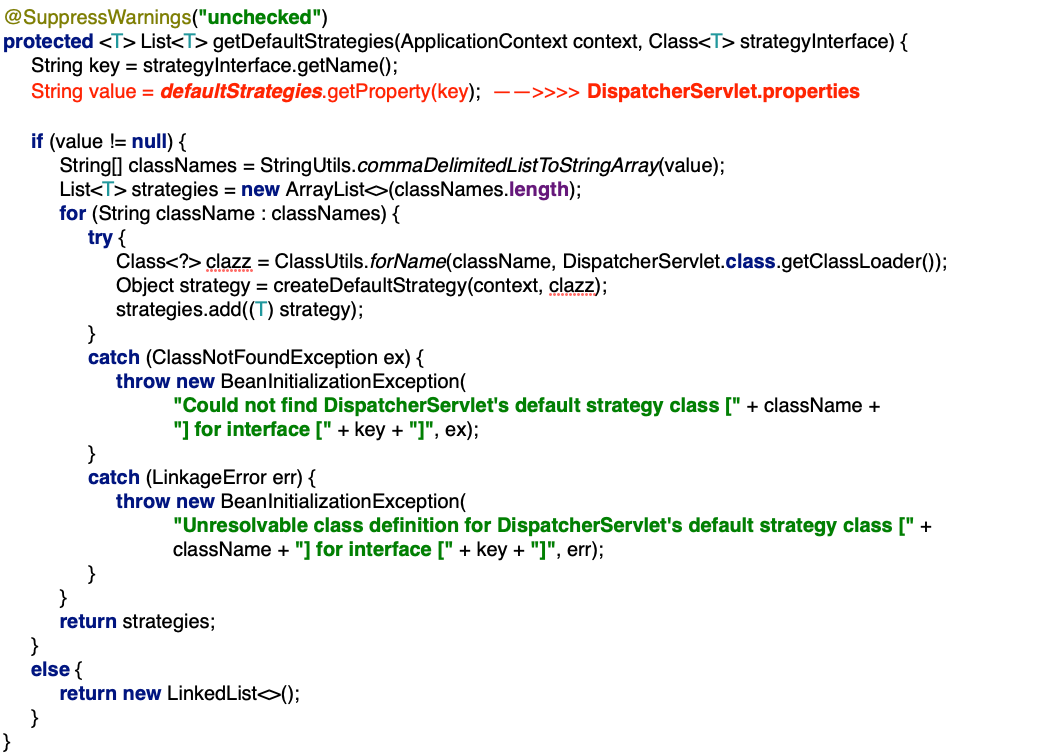 @SuppressWarnings("unchecked")
protected <T> List<T> getDefaultStrategies(ApplicationContext context, Class<T> strategyInterface) {
String key = strategyInterface.getName();
String value = defaultStrategies.getProperty(key); ——>>>> DispatcherServlet.properties
if (value != null) {
String[] classNames = StringUtils.commaDelimitedListToStringArray(value);
List<T> strategies = new ArrayList<>(classNames.length);
for (String className : classNames) {
try {
Class<?> clazz = ClassUtils.forName(className, DispatcherServlet.class.getClassLoader());
Object strategy = createDefaultStrategy(context, clazz);
strategies.add((T) strategy);
}
catch (ClassNotFoundException ex) {
throw new BeanInitializationException(
"Could not find DispatcherServlet's default strategy class [" + className +
"] for interface [" + key + "]", ex);
}
catch (LinkageError err) {
throw new BeanInitializationException(
"Unresolvable class definition for DispatcherServlet's default strategy class [" +
className + "] for interface [" + key + "]", err);
}
}
return strategies;
}
else {
return new LinkedList<>();
}
}